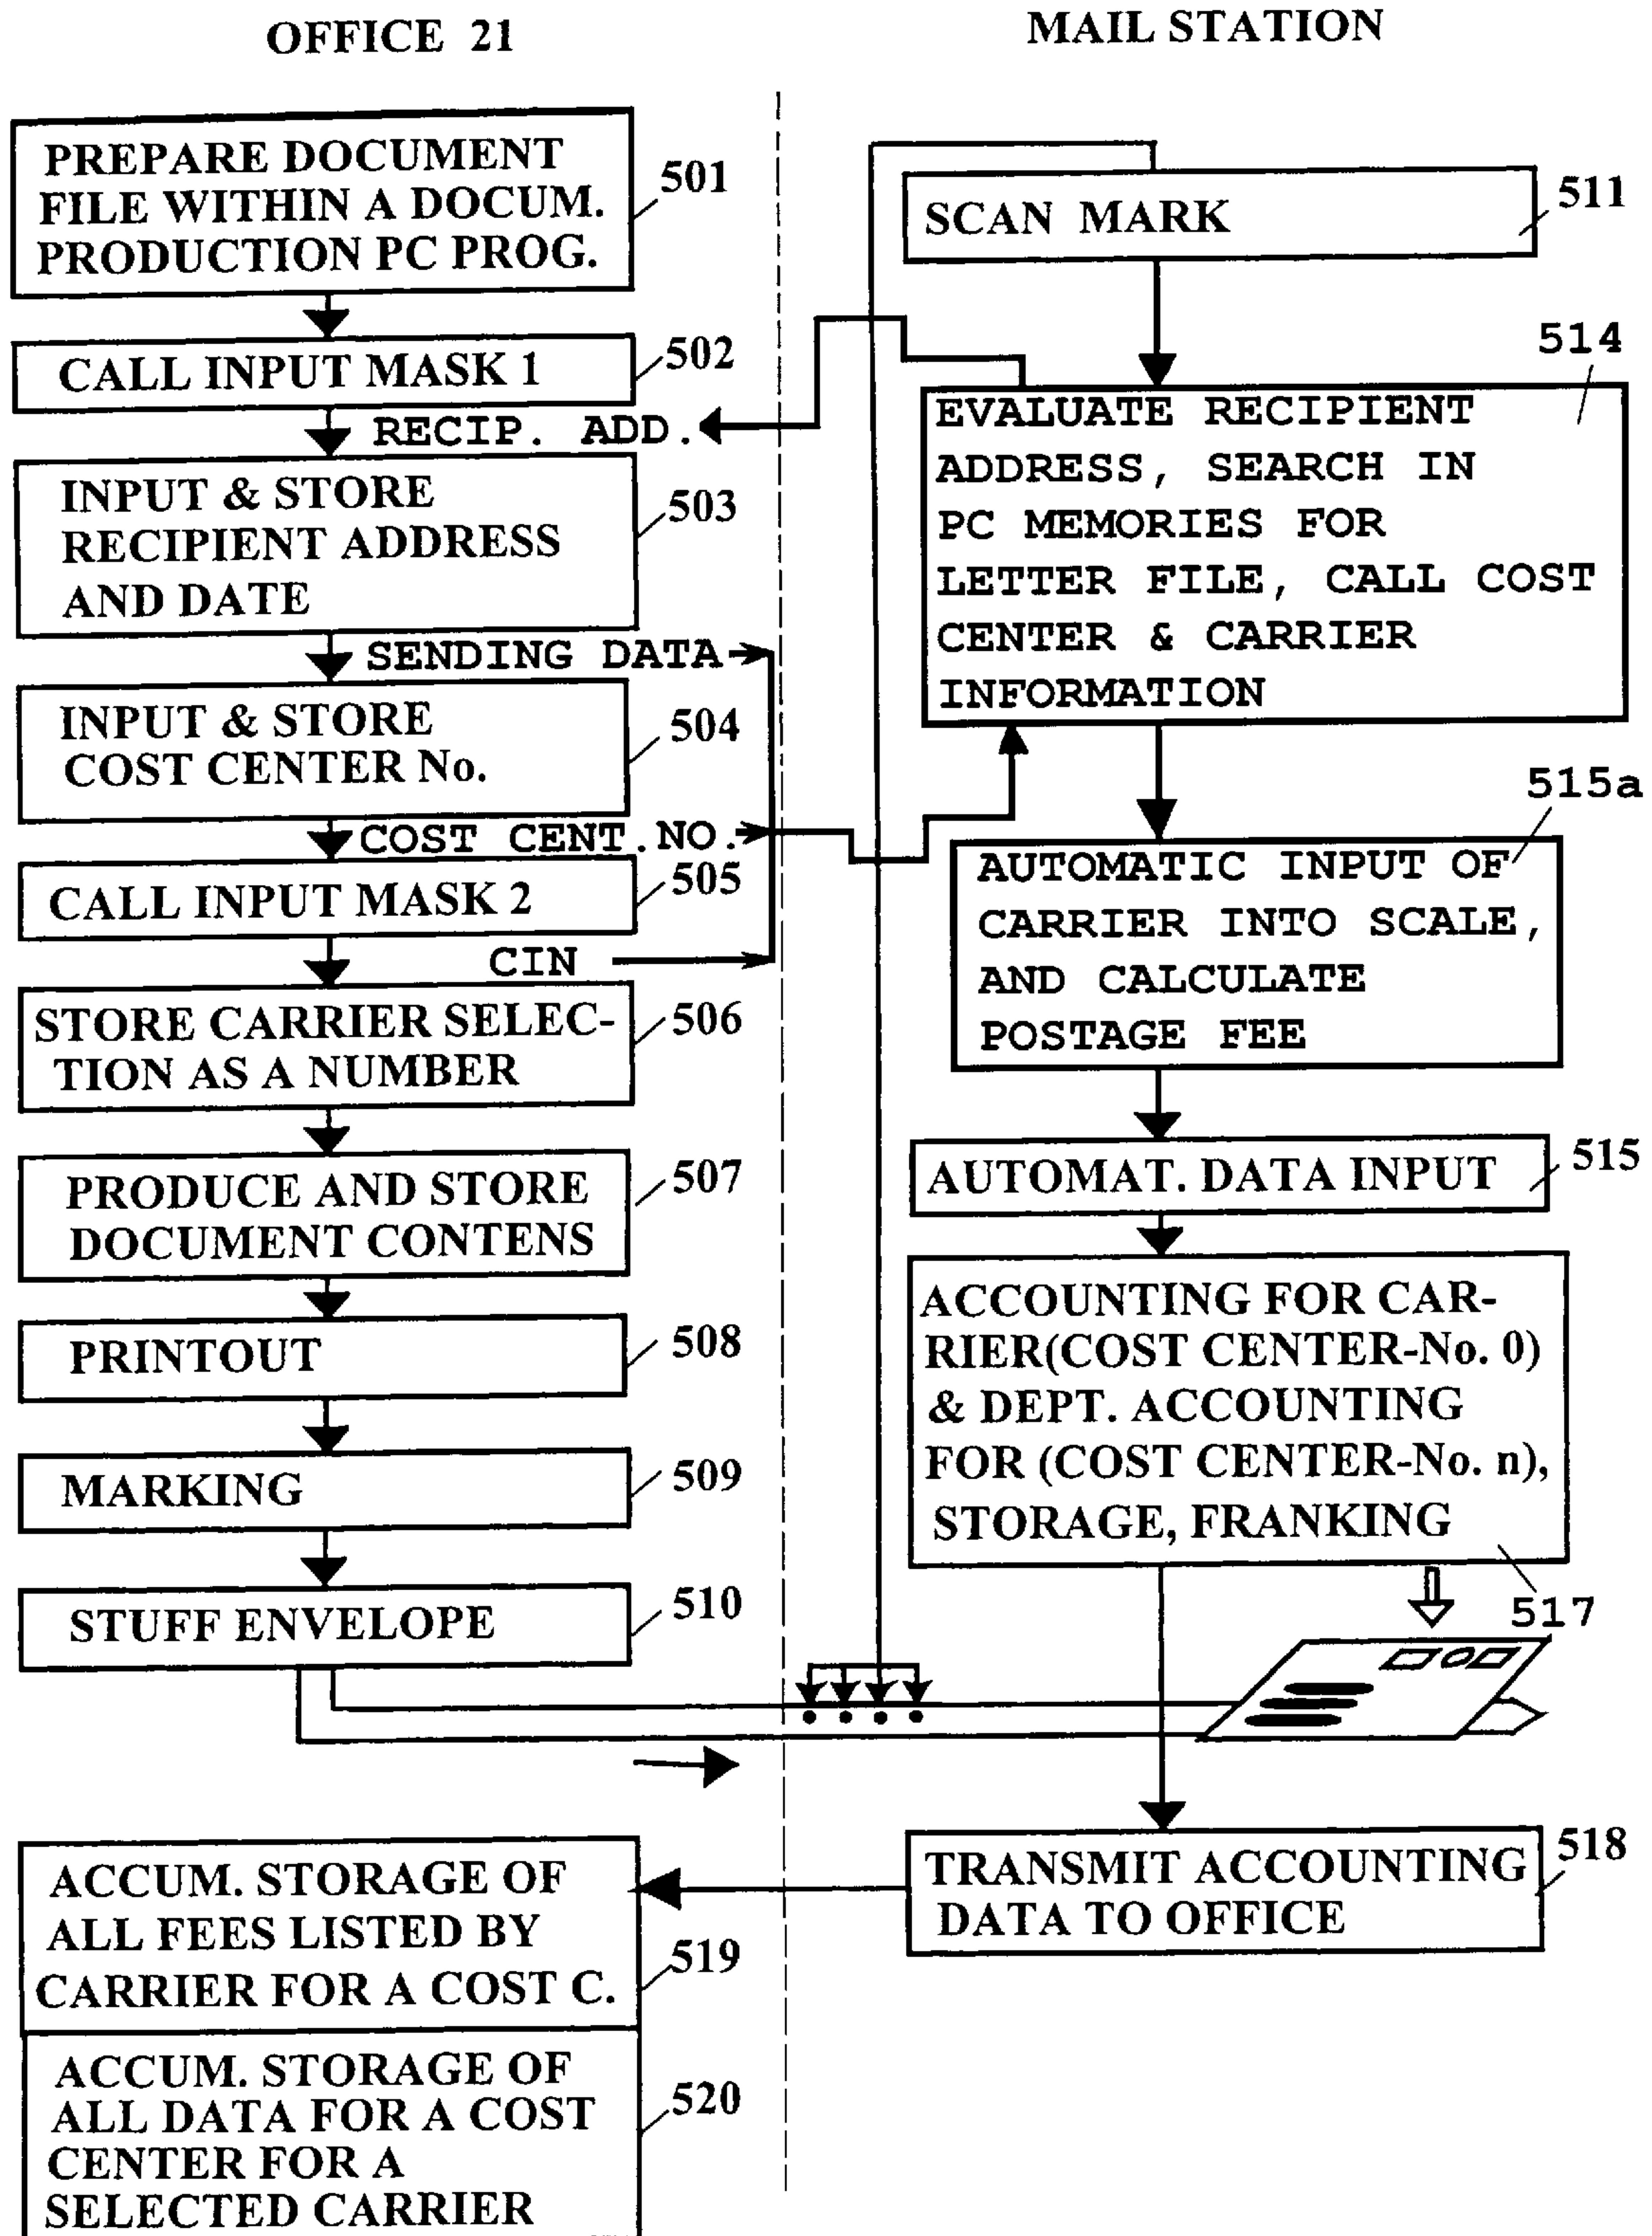 OFFICE 21
PREPARE DOCUMENT
FILE WITHIN A DOCUM.
PRODUCTION PC PROG.
501
CALL INPUT MASK 1
502
RECIP. ADD.
INPUT & STORE
RECIPIENT ADDRESS
AND DATE
503
SENDING DATA
INPUT & STORE
COST CENTER No.
504
COST CENT.NO.
CALL INPUT MASK 2
505
CIN
STORE CARRIER SELEC-
TION AS A NUMBER
506
PRODUCE AND STORE
DOCUMENT CONTENS
507
PRINTOUT
508
MARKING
509
STUFF ENVELOPE
510
ACCUM. STORAGE OF
ALL FEES LISTED BY
CARRIER FOR A COST C.
519
ACCUM. STORAGE OF
ALL DATA FOR A COST
CENTER FOR A
SELECTED CARRIER
520
MAIL STATION
SCAN MARK
511
514
EVALUATE RECIPIENT
ADDRESS, SEARCH IN
PC MEMORIES FOR
LETTER FILE, CALL COST
CENTER & CARRIER
INFORMATION
515a
AUTOMATIC INPUT OF
CARRIER INTO SCALE,
AND CALCULATE
POSTAGE FEE
AUTOMAT. DATA INPUT
515
ACCOUNTING FOR CAR-
RIER(COST CENTER-No. 0)
& DEPT. ACCOUNTING
FOR (COST CENTER-No. n),
STORAGE, FRANKING
517
TRANSMIT ACCOUNTING
DATA TO OFFICE
518